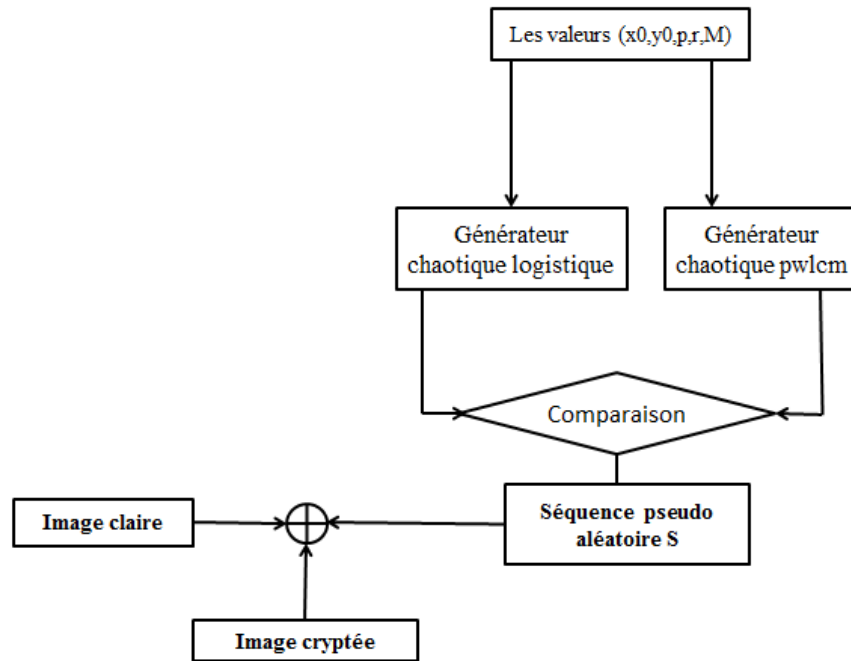 Les valeurs (x0,y0,p,r,M)
Générateur
chaotique logistique
Générateur
chaotique pwlcm
Comparaison
Séquence pseudo
aléatoire S
Image claire
Image cryptée